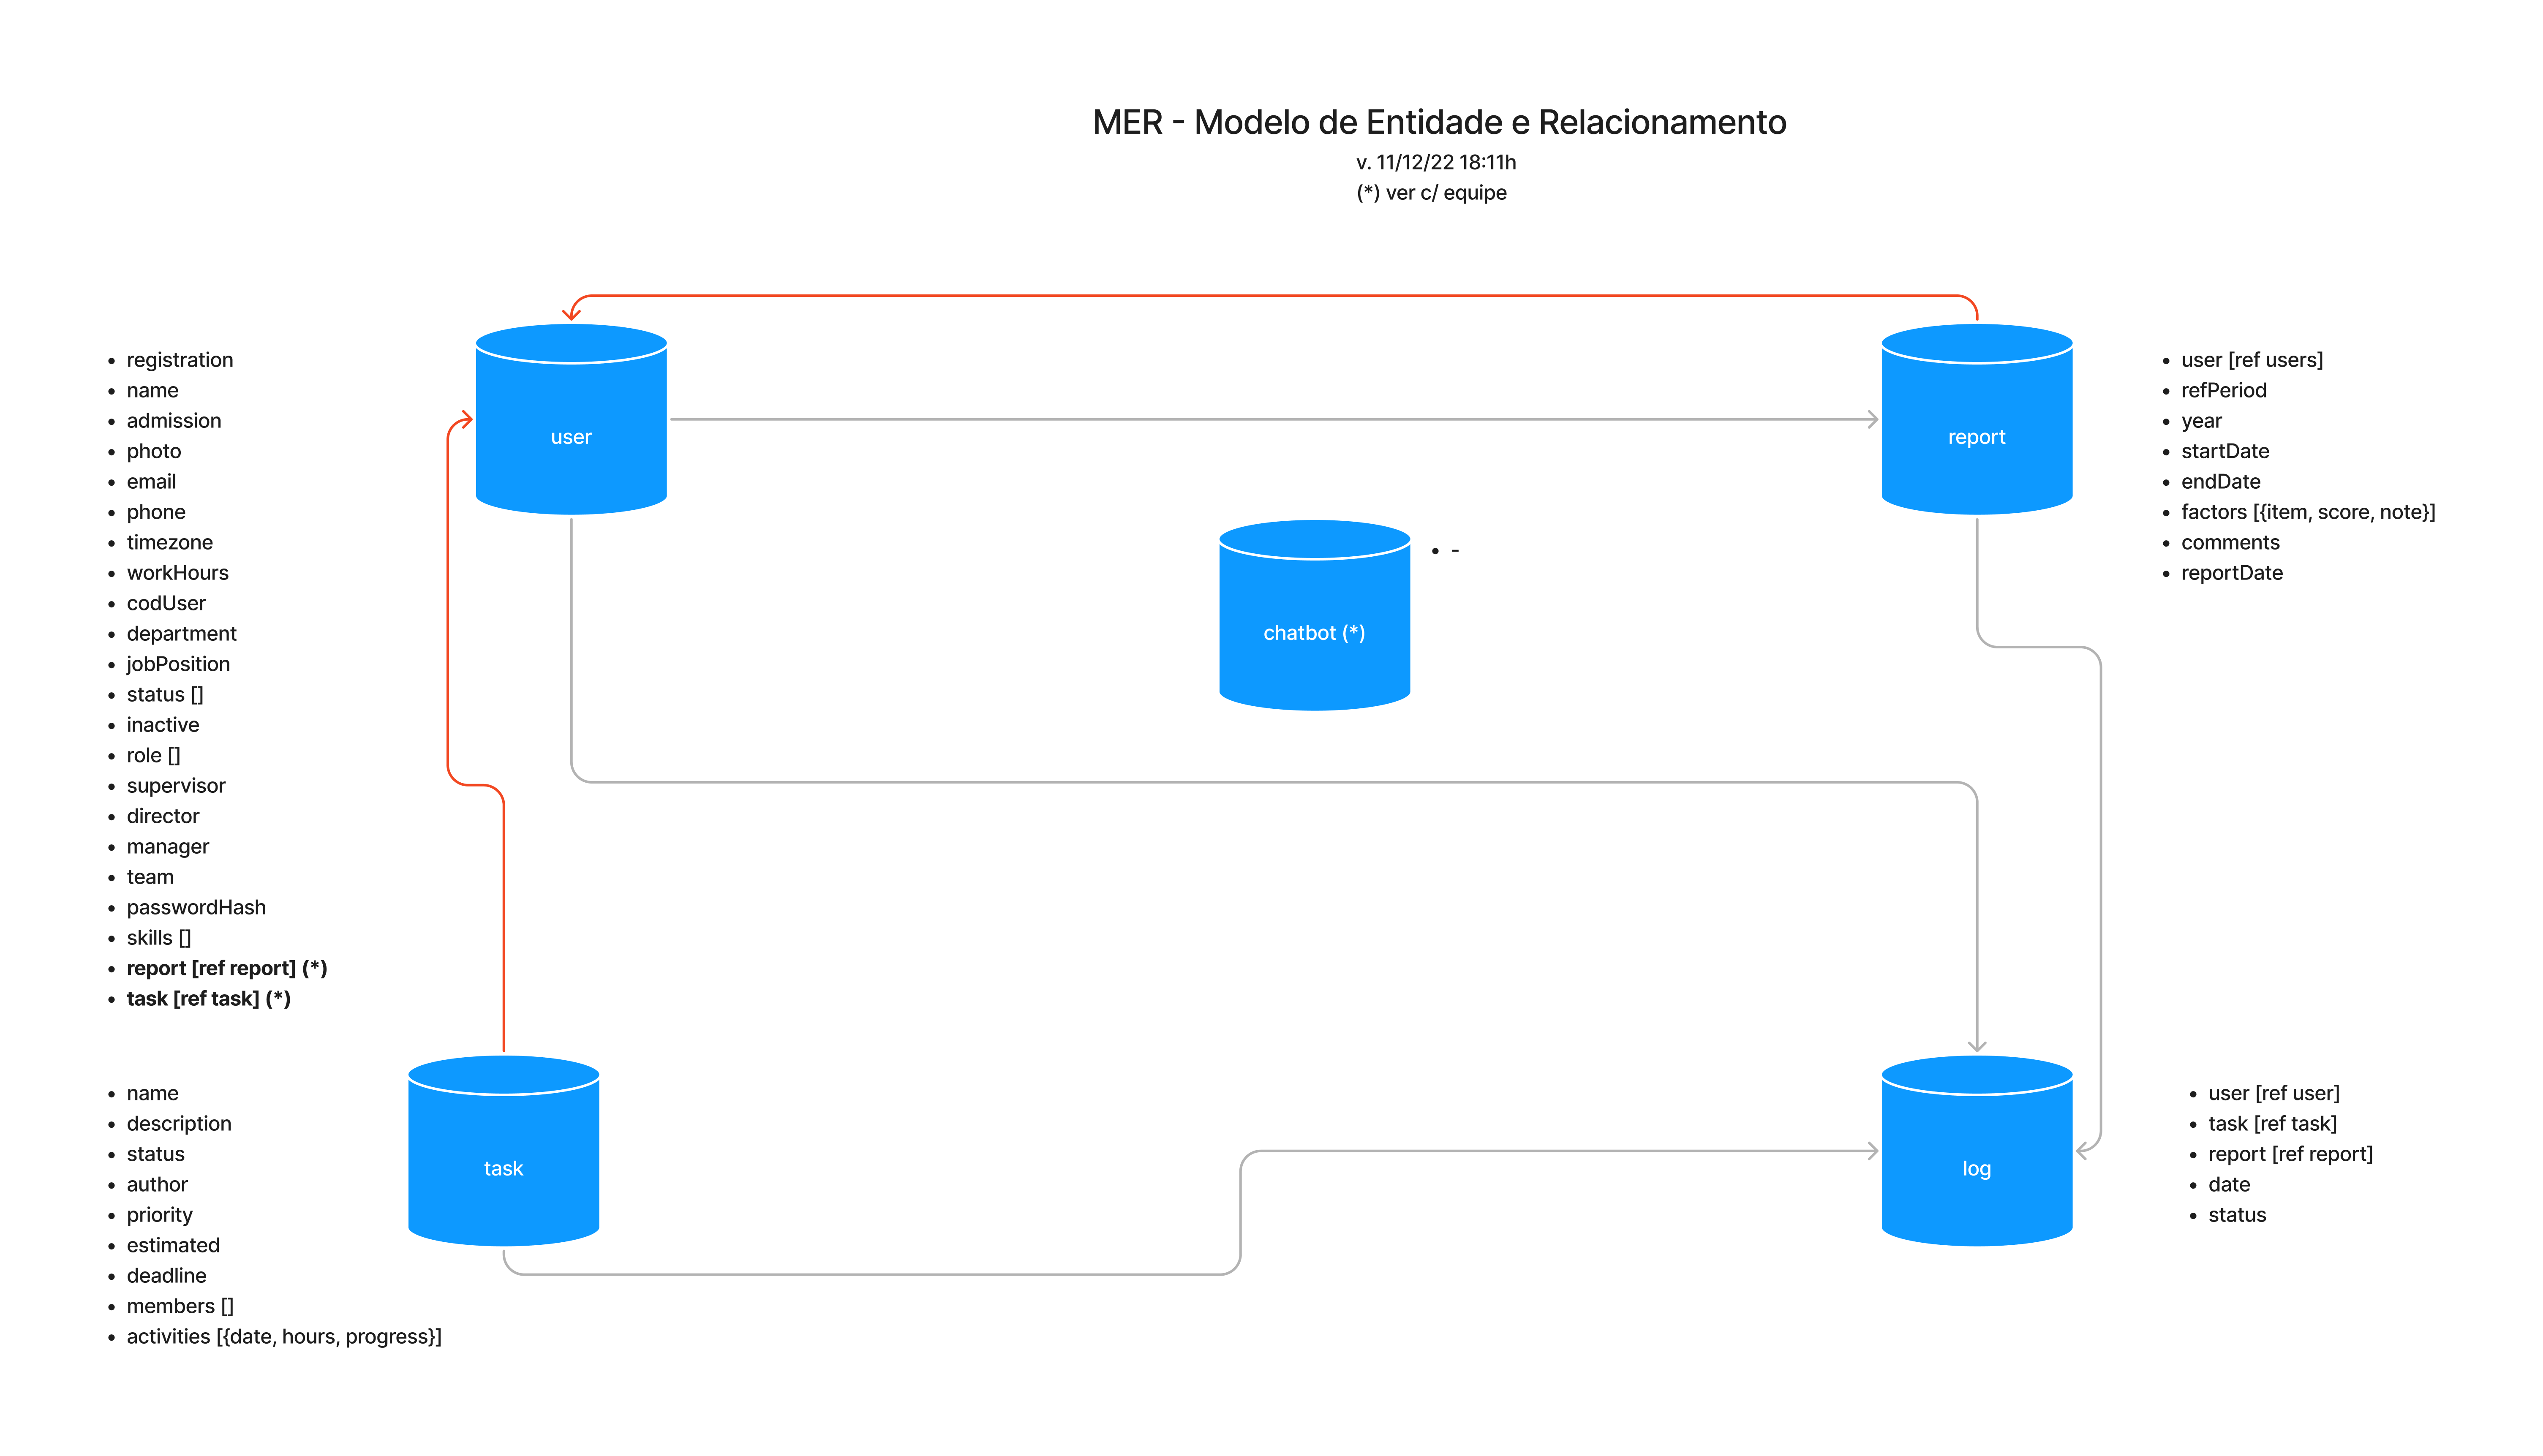 MER - Modelo de Entidade e Relacionamento
v. 11/12/22 18:11h
(*) ver c/ equipe
registration
name
admission
photo
email
phone
timezone
workHours
codUser
department
jobPosition
status []
inactive
role []
supervisor
director
manager
team
passwordHash
skills []
report [ref report] (*)
task [ref task] (*)
user
report
user [ref users]
refPeriod
year
startDate
endDate
factors [{item, score, note}]
comments
reportDate
chatbot (*)
-
name
description
status
author
priority
estimated
deadline
members []
activities [{date, hours, progress}]
task
log
user [ref user]
task [ref task]
report [ref report]
date
status